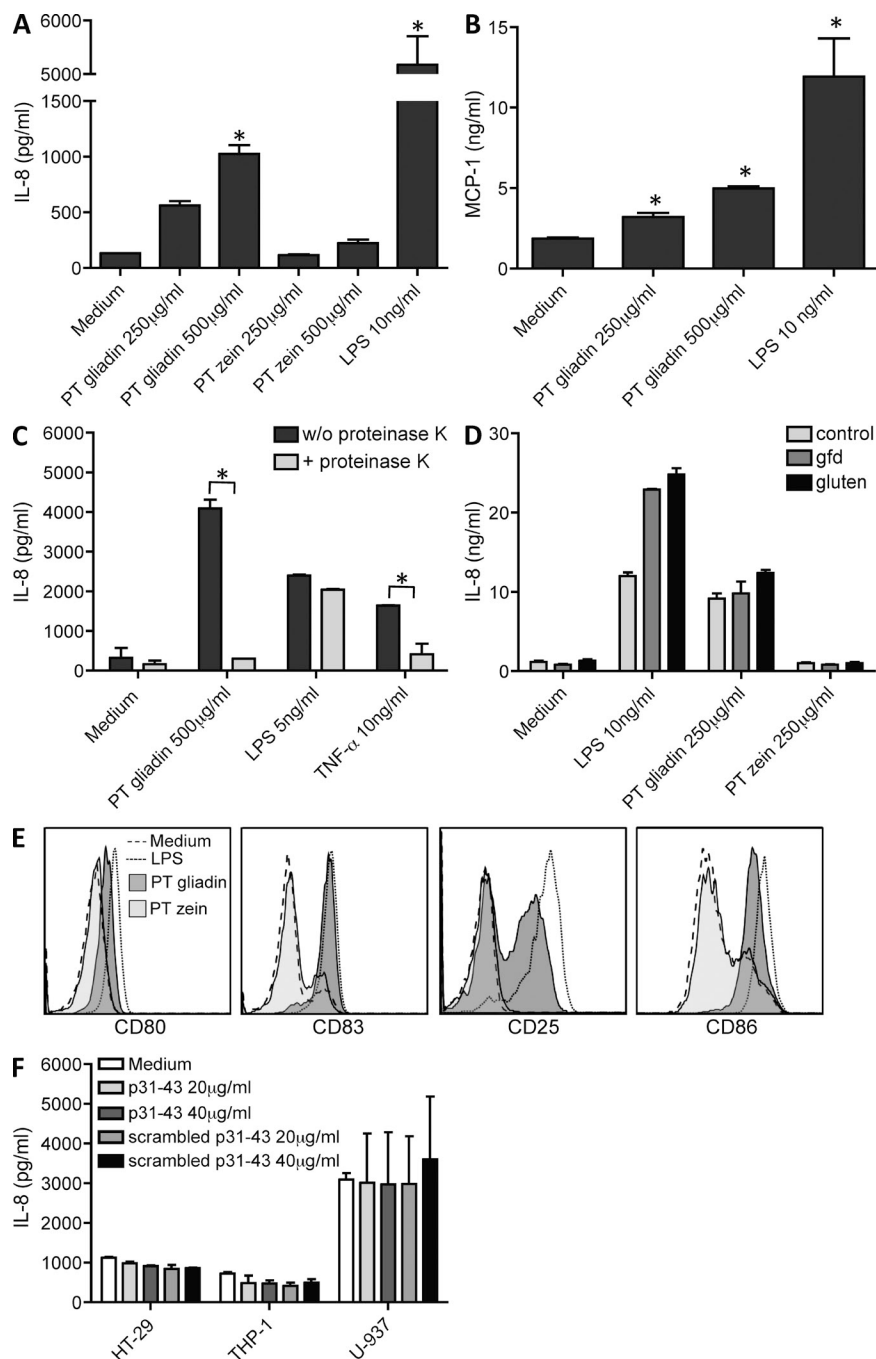 A
IL-8 (pg/ml)
6000
5000
1500
1000
500
0
*
*
Medium
PT gliadin 250μg/ml
PT gliadin 500μg/ml
PT zein 250μg/ml
PT zein 500μg/ml
LPS 10ng/ml
B
MCP-1 (ng/ml)
15
10
5
0
*
*
*
Medium
PT gliadin 250μg/ml
PT gliadin 500μg/ml
LPS 10 ng/ml
C
IL-8 (pg/ml)
6000
5000
4000
3000
2000
1000
0
w/o proteinase K
+ proteinase K
*
*
Medium
PT gliadin 500μg/ml
LPS 5ng/ml
TNF-α 10ng/ml
D
IL-8 (ng/ml)
30
20
10
0
control
gfd
gluten
Medium
LPS 10ng/ml
PT gliadin 250μg/ml
PT zein 250μg/ml
E
Medium
LPS
PT gliadin
PT zein
CD80
CD83
CD25
CD86
F
IL-8 (pg/ml)
6000
5000
4000
3000
2000
1000
0
Medium
p31-43 20μg/ml
p31-43 40μg/ml
scrambled p31-43 20μg/ml
scrambled p31-43 40μg/ml
HT-29
THP-1
U-937